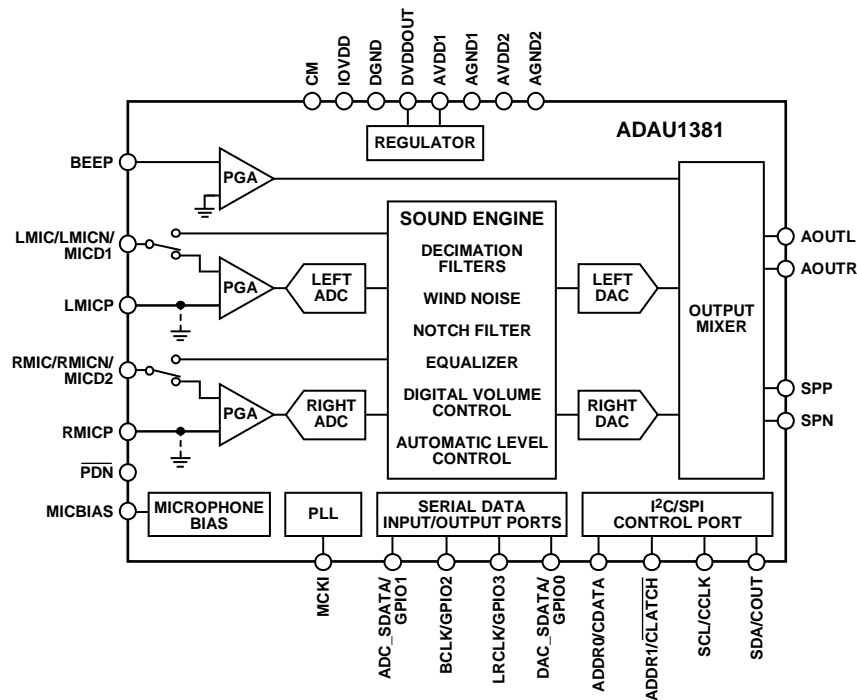 CM
IOVDD
DGND
DVDDOUT
AVDD1
AGND1
AVDD2
AGND2
ADAU1381
REGULATOR
BEEP
PGA
LMIC/LMICN/
MICD1
PGA
LEFT
ADC
LMICP
RMIC/RMICN/
MICD2
PGA
RIGHT
ADC
RMICP
PDN
MICBIAS
MICROPHONE
BIAS
SOUND ENGINE
DECIMATION
FILTERS
WIND NOISE
NOTCH FILTER
EQUALIZER
DIGITAL VOLUME
CONTROL
AUTOMATIC LEVEL
CONTROL
LEFT
DAC
RIGHT
DAC
OUTPUT
MIXER
AOUTL
AOUTR
SPP
SPN
PLL
SERIAL DATA
INPUT/OUTPUT PORTS
I²C/SPI
CONTROL PORT
MCKI
ADC_SDATA/
GPIO1
BCLK/GPIO2
LRCLK/GPIO3
DAC_SDATA/
GPIO0
ADDR0/CDATA
ADDR1/CLATCH
SCL/CCLK
SDA/COUT